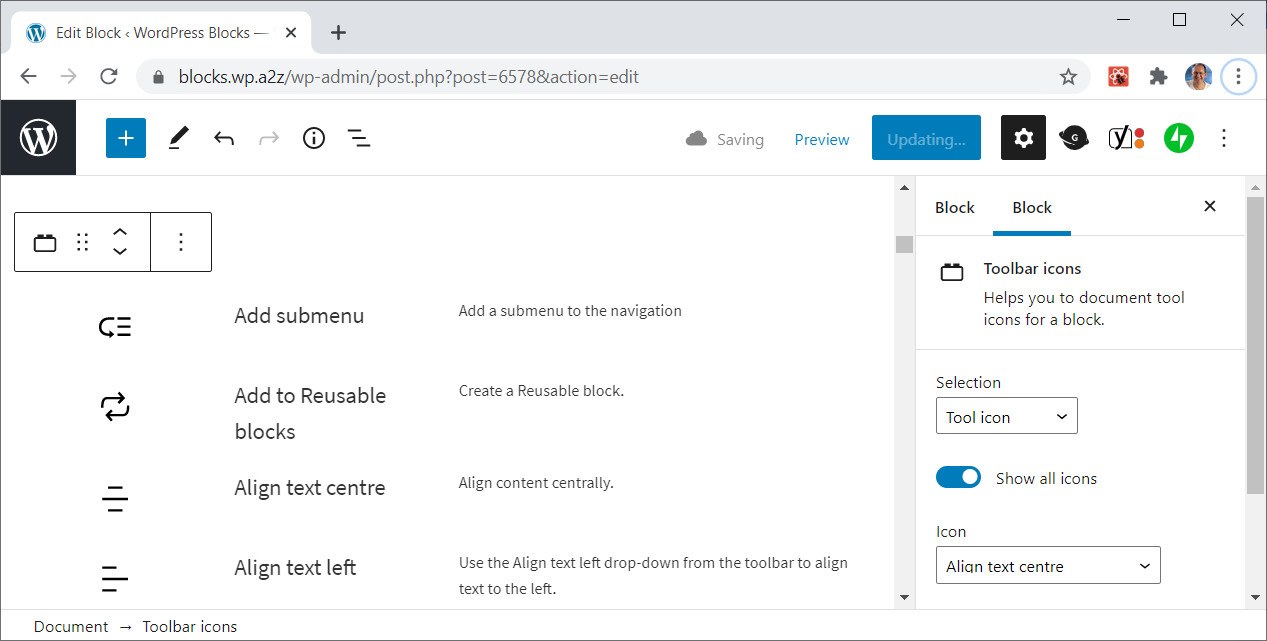 Edit Block ‹ WordPress Blocks —
blocks.wp.a2z/wp-admin/post.php?post=6578&action=edit
Saving
Preview
Updating...
G
Block
Block
Toolbar icons
Helps you to document tool
icons for a block.
Add submenu
Add a submenu to the navigation
Add to Reusable
blocks
Create a Reusable block.
Align text centre
Align content centrally.
Align text left
Use the Align text left drop-down from the toolbar to align
text to the left.
Selection
Tool icon
Show all icons
Icon
Align text centre
Document → Toolbar icons